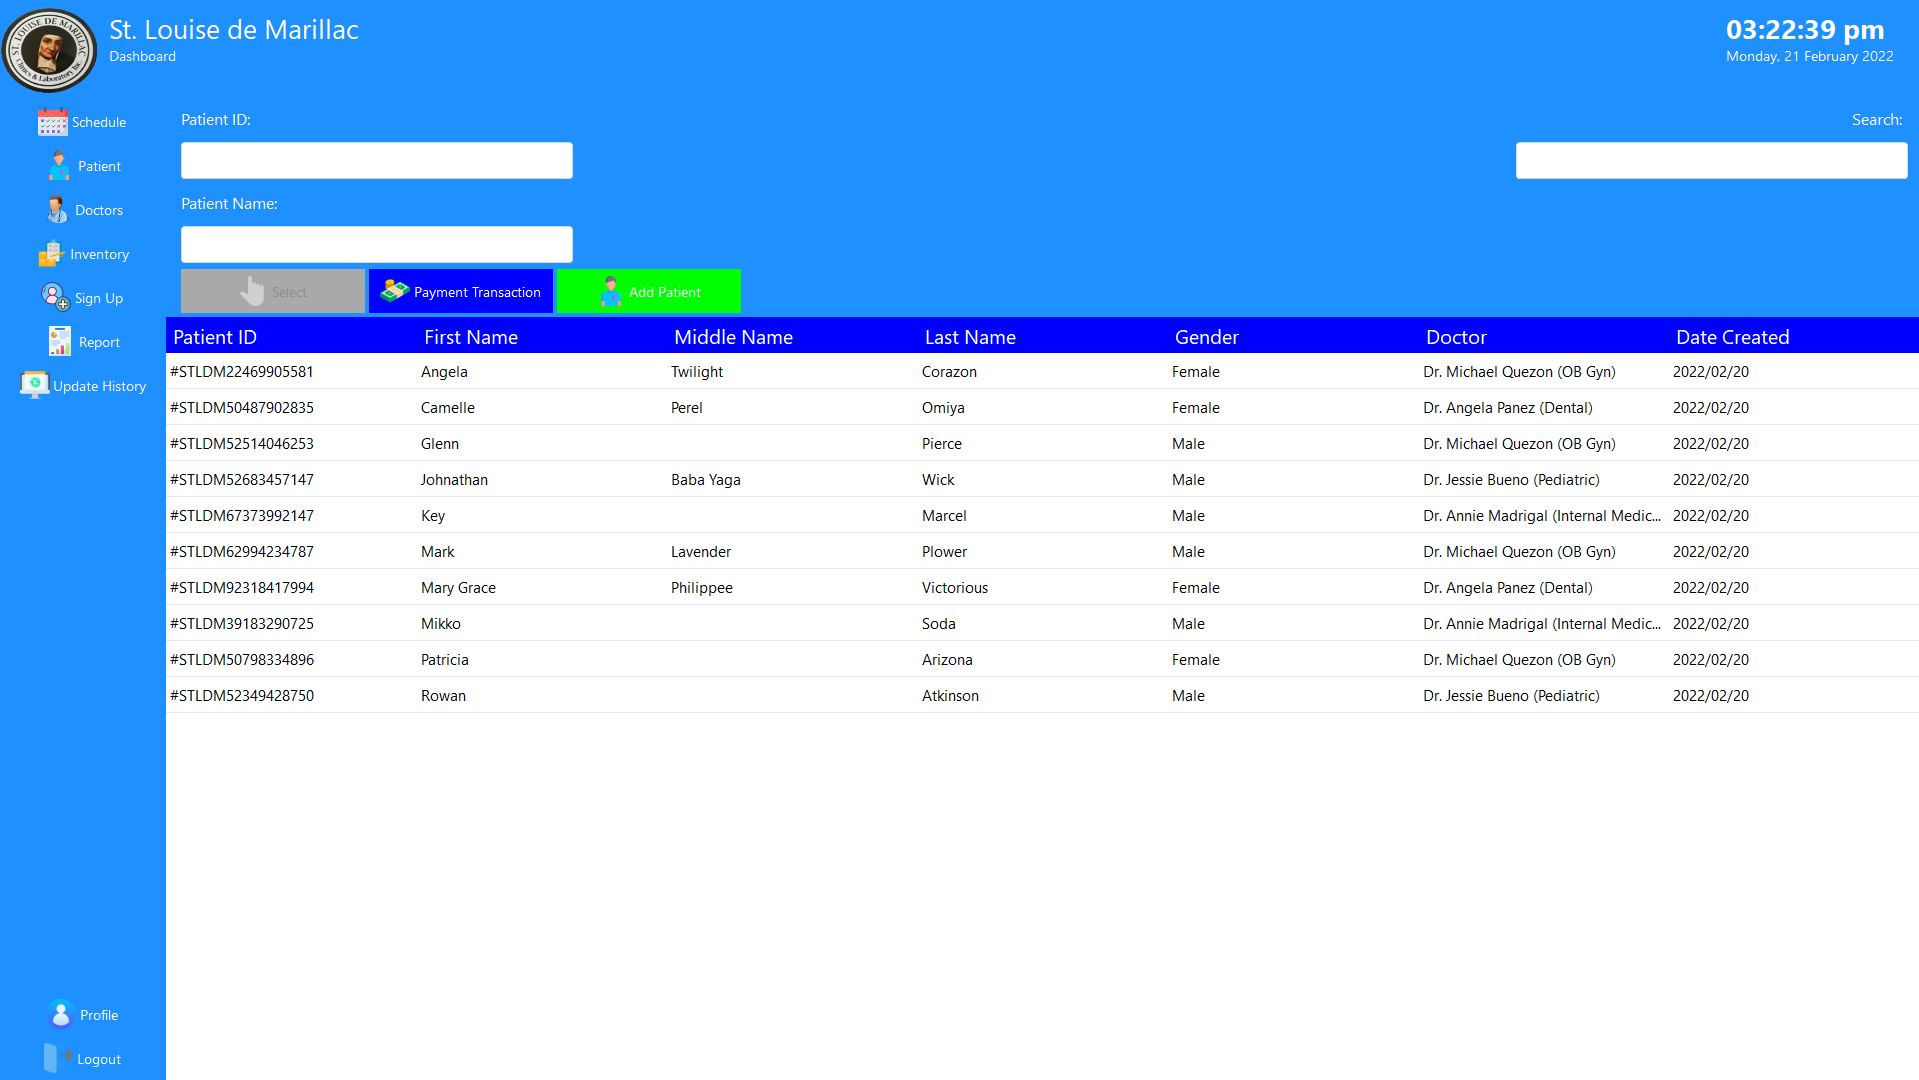 St. Louise de Marillac
Dashboard
03:22:39 pm
Monday, 21 February 2022
ST. LOUISE DE MARILLAC
Clinics & Laboratory Inc.
Schedule
Patient
Doctors
Inventory
Sign Up
Report
Update History
Profile
Logout
Patient ID:
Search:
Patient Name:
Select
Payment Transaction
Add Patient
Patient ID First Name Middle Name Last Name Gender Doctor Date Created
#STLDM22469905581 Angela Twilight Corazon Female Dr. Michael Quezon (OB Gyn) 2022/02/20
#STLDM50487902835 Camelle Perel Omiya Female Dr. Angela Panez (Dental) 2022/02/20
#STLDM52514046253 Glenn Pierce Male Dr. Michael Quezon (OB Gyn) 2022/02/20
#STLDM52683457147 Johnathan Baba Yaga Wick Male Dr. Jessie Bueno (Pediatric) 2022/02/20
#STLDM67373992147 Key Marcel Male Dr. Annie Madrigal (Internal Medic... 2022/02/20
#STLDM62994234787 Mark Lavender Plower Male Dr. Michael Quezon (OB Gyn) 2022/02/20
#STLDM92318417994 Mary Grace Philippee Victorious Female Dr. Angela Panez (Dental) 2022/02/20
#STLDM39183290725 Mikko Soda Male Dr. Annie Madrigal (Internal Medic... 2022/02/20
#STLDM50798334896 Patricia Arizona Female Dr. Michael Quezon (OB Gyn) 2022/02/20
#STLDM52349428750 Rowan Atkinson Male Dr. Jessie Bueno (Pediatric) 2022/02/20